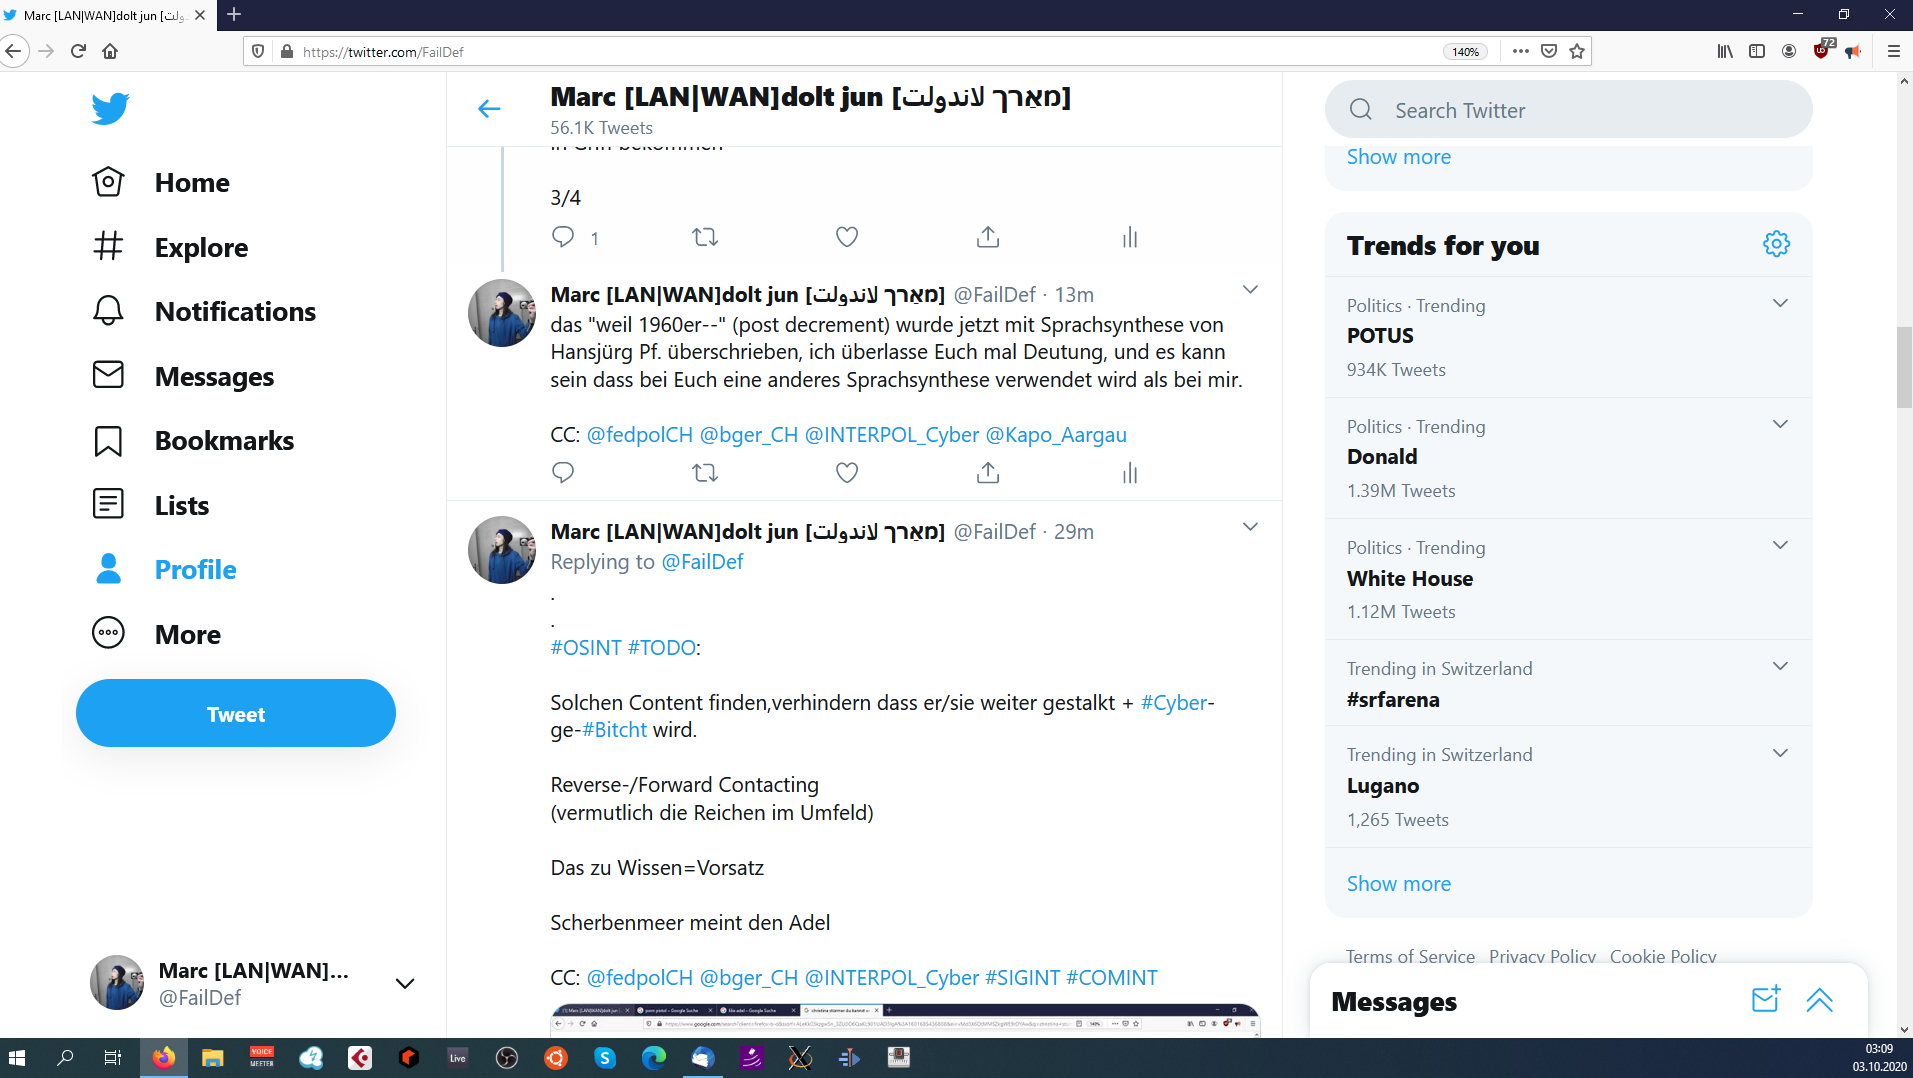 Marc [LAN|WAN]dolt jun [لاندولت
https://twitter.com/FailDef
140%
72
Marc [LAN|WAN]dolt jun [מאַרך لاندولت]
56.1K Tweets
Search Twitter
Show more
Home
Explore
Notifications
Messages
Bookmarks
Lists
Profile
More
Tweet
Marc [LAN|WAN]...
@FailDef
3/4
1
Marc [LAN|WAN]dolt jun [מאַרך لاندولت] @FailDef · 13m
das "weil 1960er--" (post decrement) wurde jetzt mit Sprachsynthese von
Hansjürg Pf. überschrieben, ich überlasse Euch mal Deutung, und es kann
sein dass bei Euch eine anderes Sprachsynthese verwendet wird als bei mir.
CC: @fedpolCH @bger_CH @INTERPOL_Cyber @Kapo_Aargau
Marc [LAN|WAN]dolt jun [מאַרך لاندولت] @FailDef · 29m
Replying to @FailDef
.
.
#OSINT #TODO:
Solchen Content finden,verhindern dass er/sie weiter gestalkt + #Cyber-
ge-#Bitcht wird.
Reverse-/Forward Contacting
(vermutlich die Reichen im Umfeld)
Das zu Wissen=Vorsatz
Scherbenmeer meint den Adel
CC: @fedpolCH @bger_CH @INTERPOL_Cyber #SIGINT #COMINT
Trends for you
Politics · Trending
POTUS
934K Tweets
Politics · Trending
Donald
1.39M Tweets
Politics · Trending
White House
1.12M Tweets
Trending in Switzerland
#srfarena
Trending in Switzerland
Lugano
1,265 Tweets
Show more
Terms of Service Privacy Policy Cookie Policy
Messages
VOICE
MEETER
Live
03:09
03.10.2020